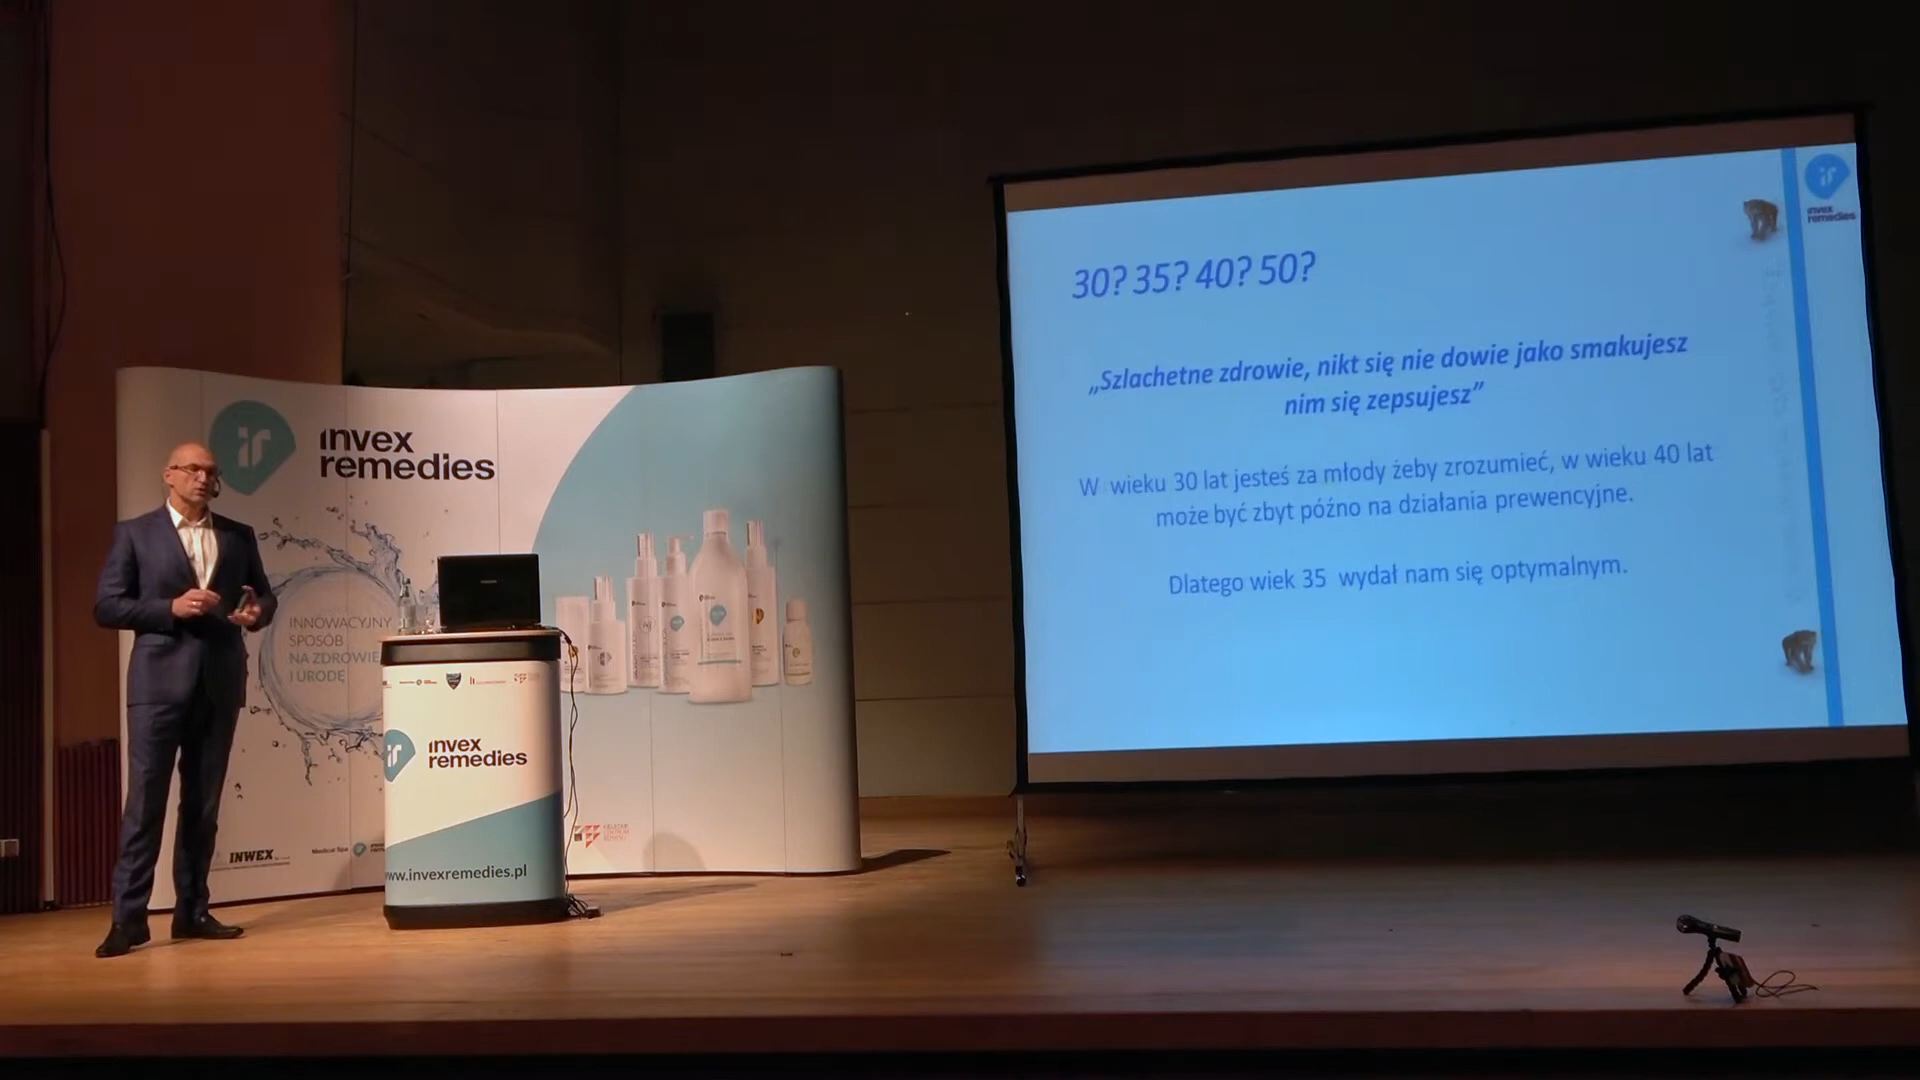 invex
remedies
INNOWACYJNY
SPOSÓB
NA ZDROWIE
I URODĘ
INWEX
Medical Spa
invex
remedies
www.invexremedies.pl
30? 35? 40? 50?
„Szlachetne zdrowie, nikt się nie dowie jako smakujesz
nim się zepsujesz”
W wieku 30 lat jesteś za młody żeby zrozumieć, w wieku 40 lat
może być zbyt późno na działania prewencyjne.
Dlatego wiek 35 wydał nam się optymalnym.
invex
remedies